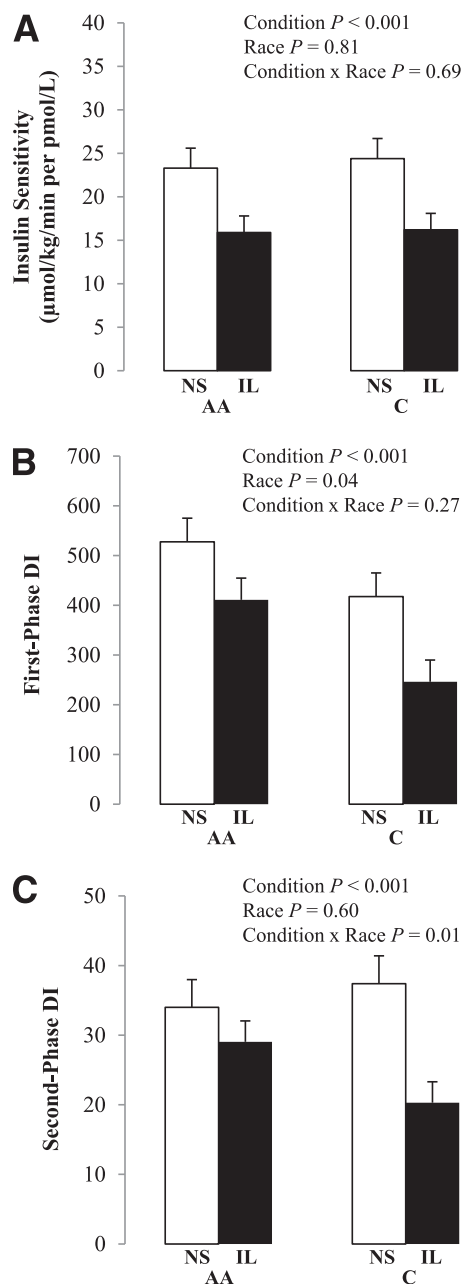 A
Condition P < 0.001
Race P = 0.81
Condition x Race P = 0.69
Insulin Sensitivity
(μmol/kg/min per pmol/L)
40
35
30
25
20
15
10
5
0
NS IL NS IL
AA C
B
Condition P < 0.001
Race P = 0.04
Condition x Race P = 0.27
First-Phase DI
700
600
500
400
300
200
100
0
NS IL NS IL
AA C
C
Condition P < 0.001
Race P = 0.60
Condition x Race P = 0.01
Second-Phase DI
50
40
30
20
10
0
NS IL NS IL
AA C